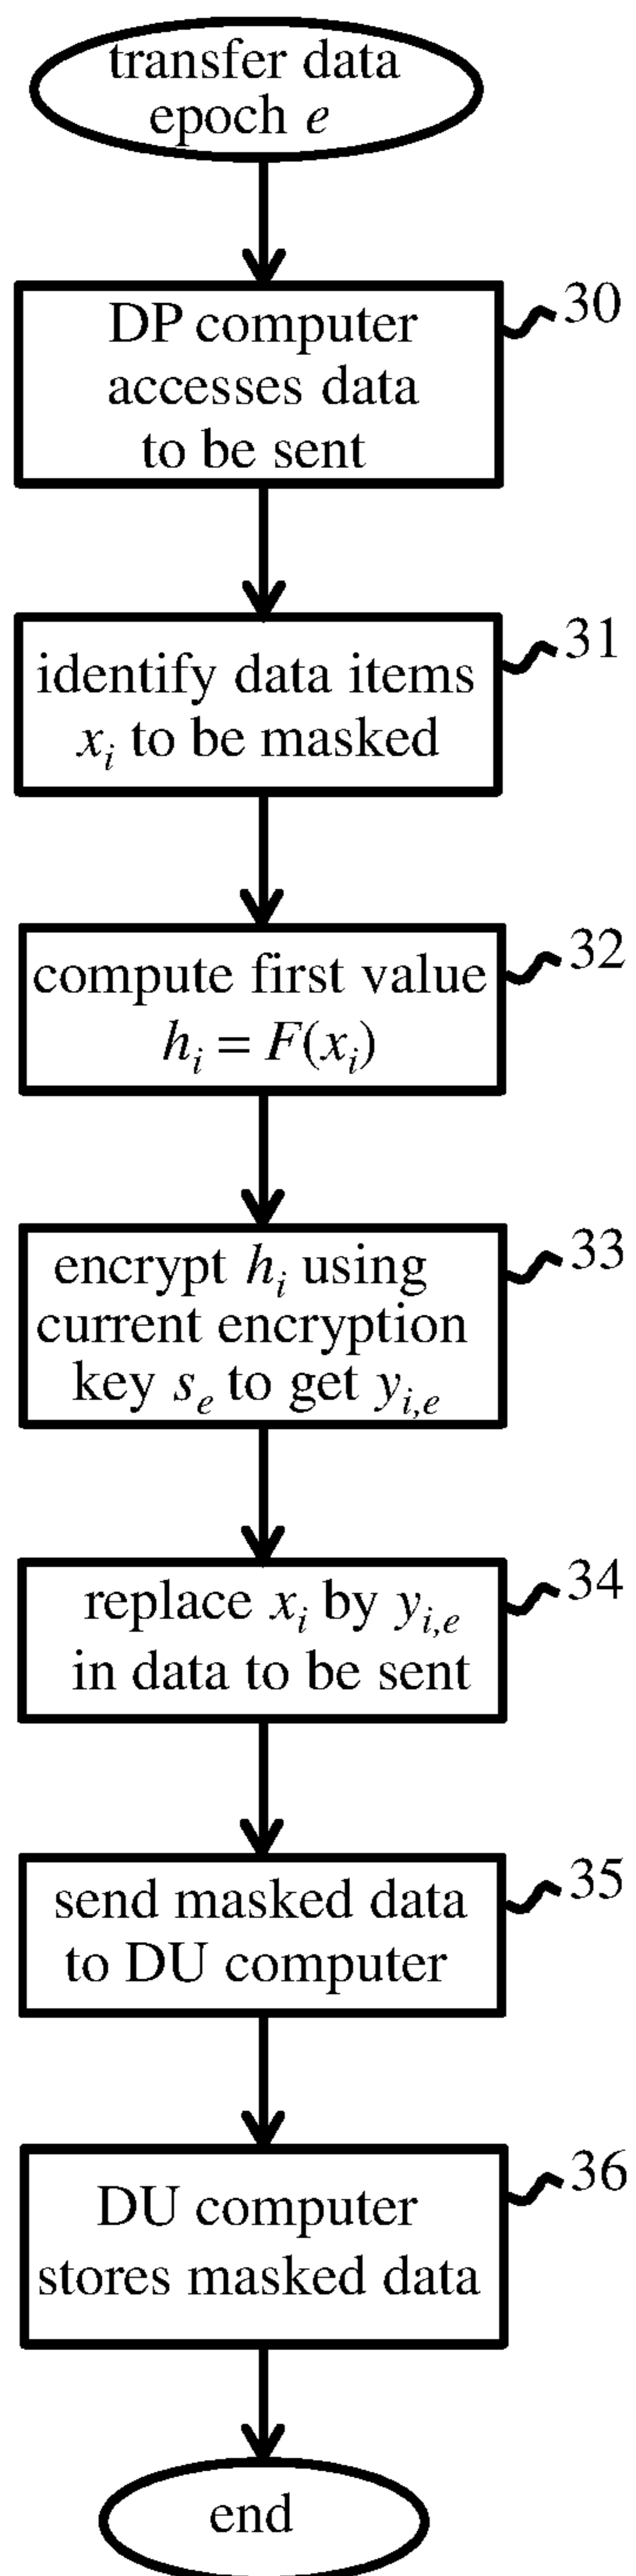 transfer data
epoch e
30
DP computer
accesses data
to be sent
31
identify data items
xᵢ to be masked
32
compute first value
hᵢ = F(xᵢ)
33
encrypt hᵢ using
current encryption
key sₑ to get yᵢ,ₑ
34
replace xᵢ by yᵢ,ₑ
in data to be sent
35
send masked data
to DU computer
36
DU computer
stores masked data
end